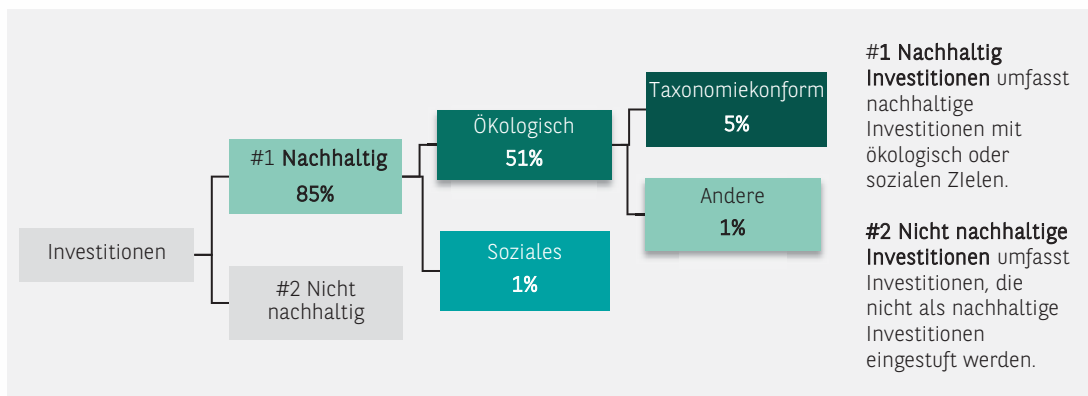 Investitionen
#1 Nachhaltig
85%
#2 Nicht
nachhaltig
ÖKologisch
51%
Soziales
1%
Taxonomiekonform
5%
Andere
1%
#1 Nachhaltig
Investitionen umfasst
nachhaltige
Investitionen mit
ökologisch oder
sozialen ZIelen.
#2 Nicht nachhaltige
Investitionen umfasst
Investitionen, die
nicht als nachhaltige
Investitionen
eingestuft werden.